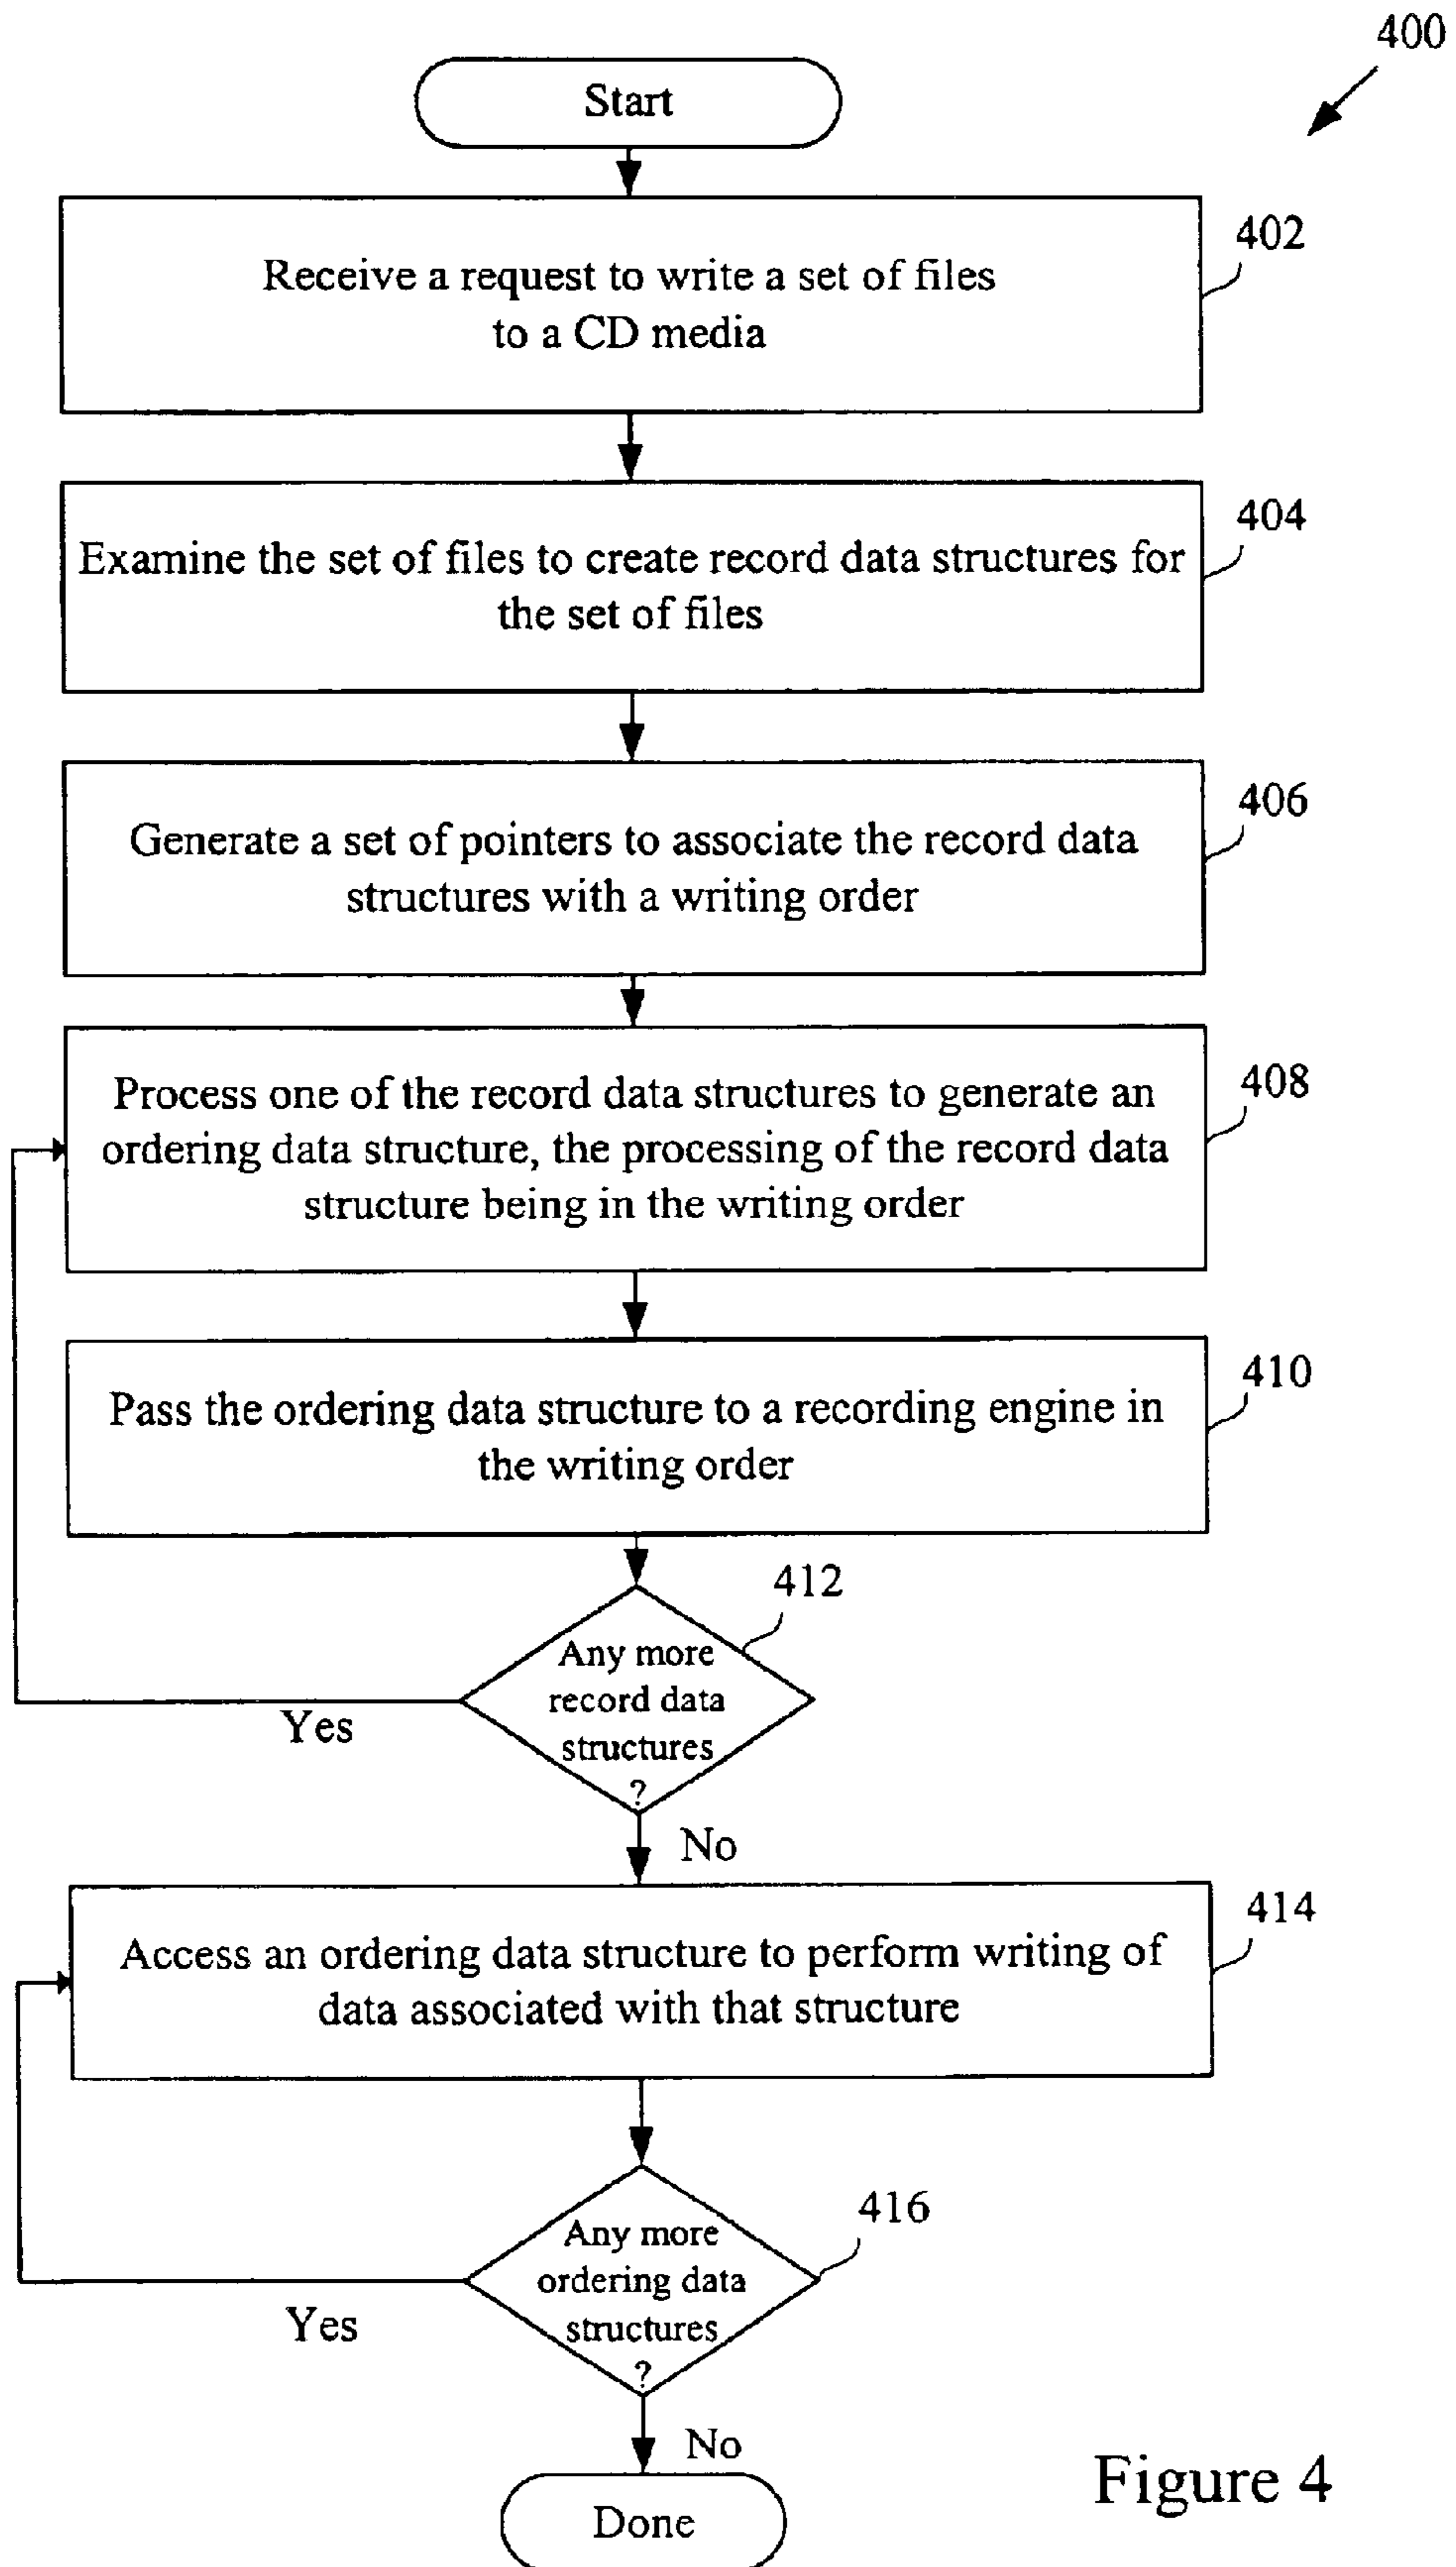 400
Start
402
Receive a request to write a set of files
to a CD media
404
Examine the set of files to create record data structures for
the set of files
406
Generate a set of pointers to associate the record data
structures with a writing order
408
Process one of the record data structures to generate an
ordering data structure, the processing of the record data
structure being in the writing order
410
Pass the ordering data structure to a recording engine in
the writing order
412
Any more
record data
structures
?
Yes
No
414
Access an ordering data structure to perform writing of
data associated with that structure
416
Any more
ordering data
structures
?
Yes
No
Done
Figure 4